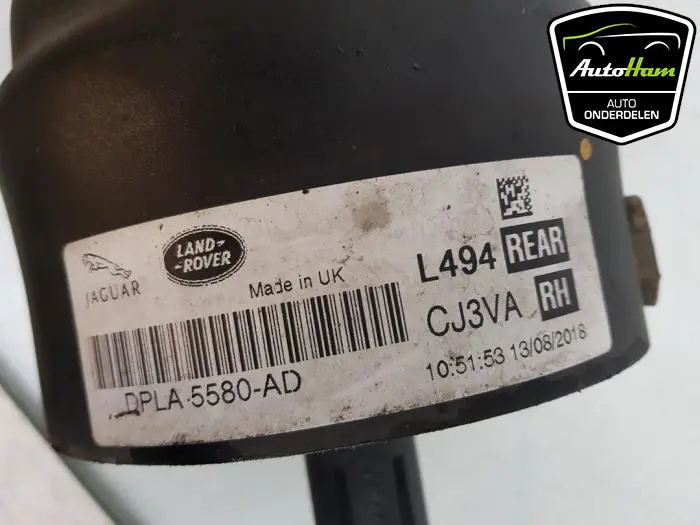 AutoHam
AUTO
ONDERDELEN
JAGUAR
LAND-
-ROVER
Made in UK
L494 REAR
CJ3VA RH
DPLA-5580-AD
10:51:53 13/08/2018